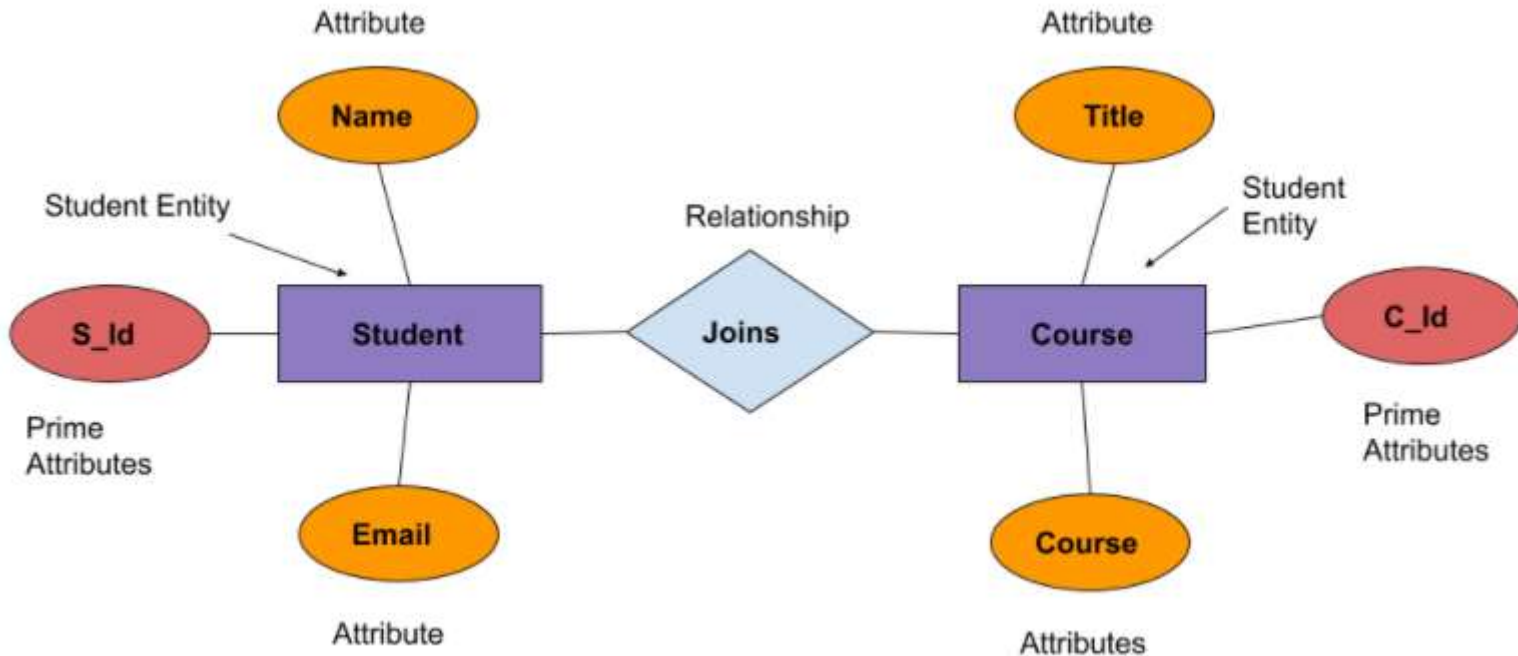 Attribute
Attribute
Name
Title
Student Entity
Student
Entity
Relationship
S_Id
Student
Joins
Course
C_Id
Prime
Attributes
Prime
Attributes
Email
Course
Attribute
Attributes